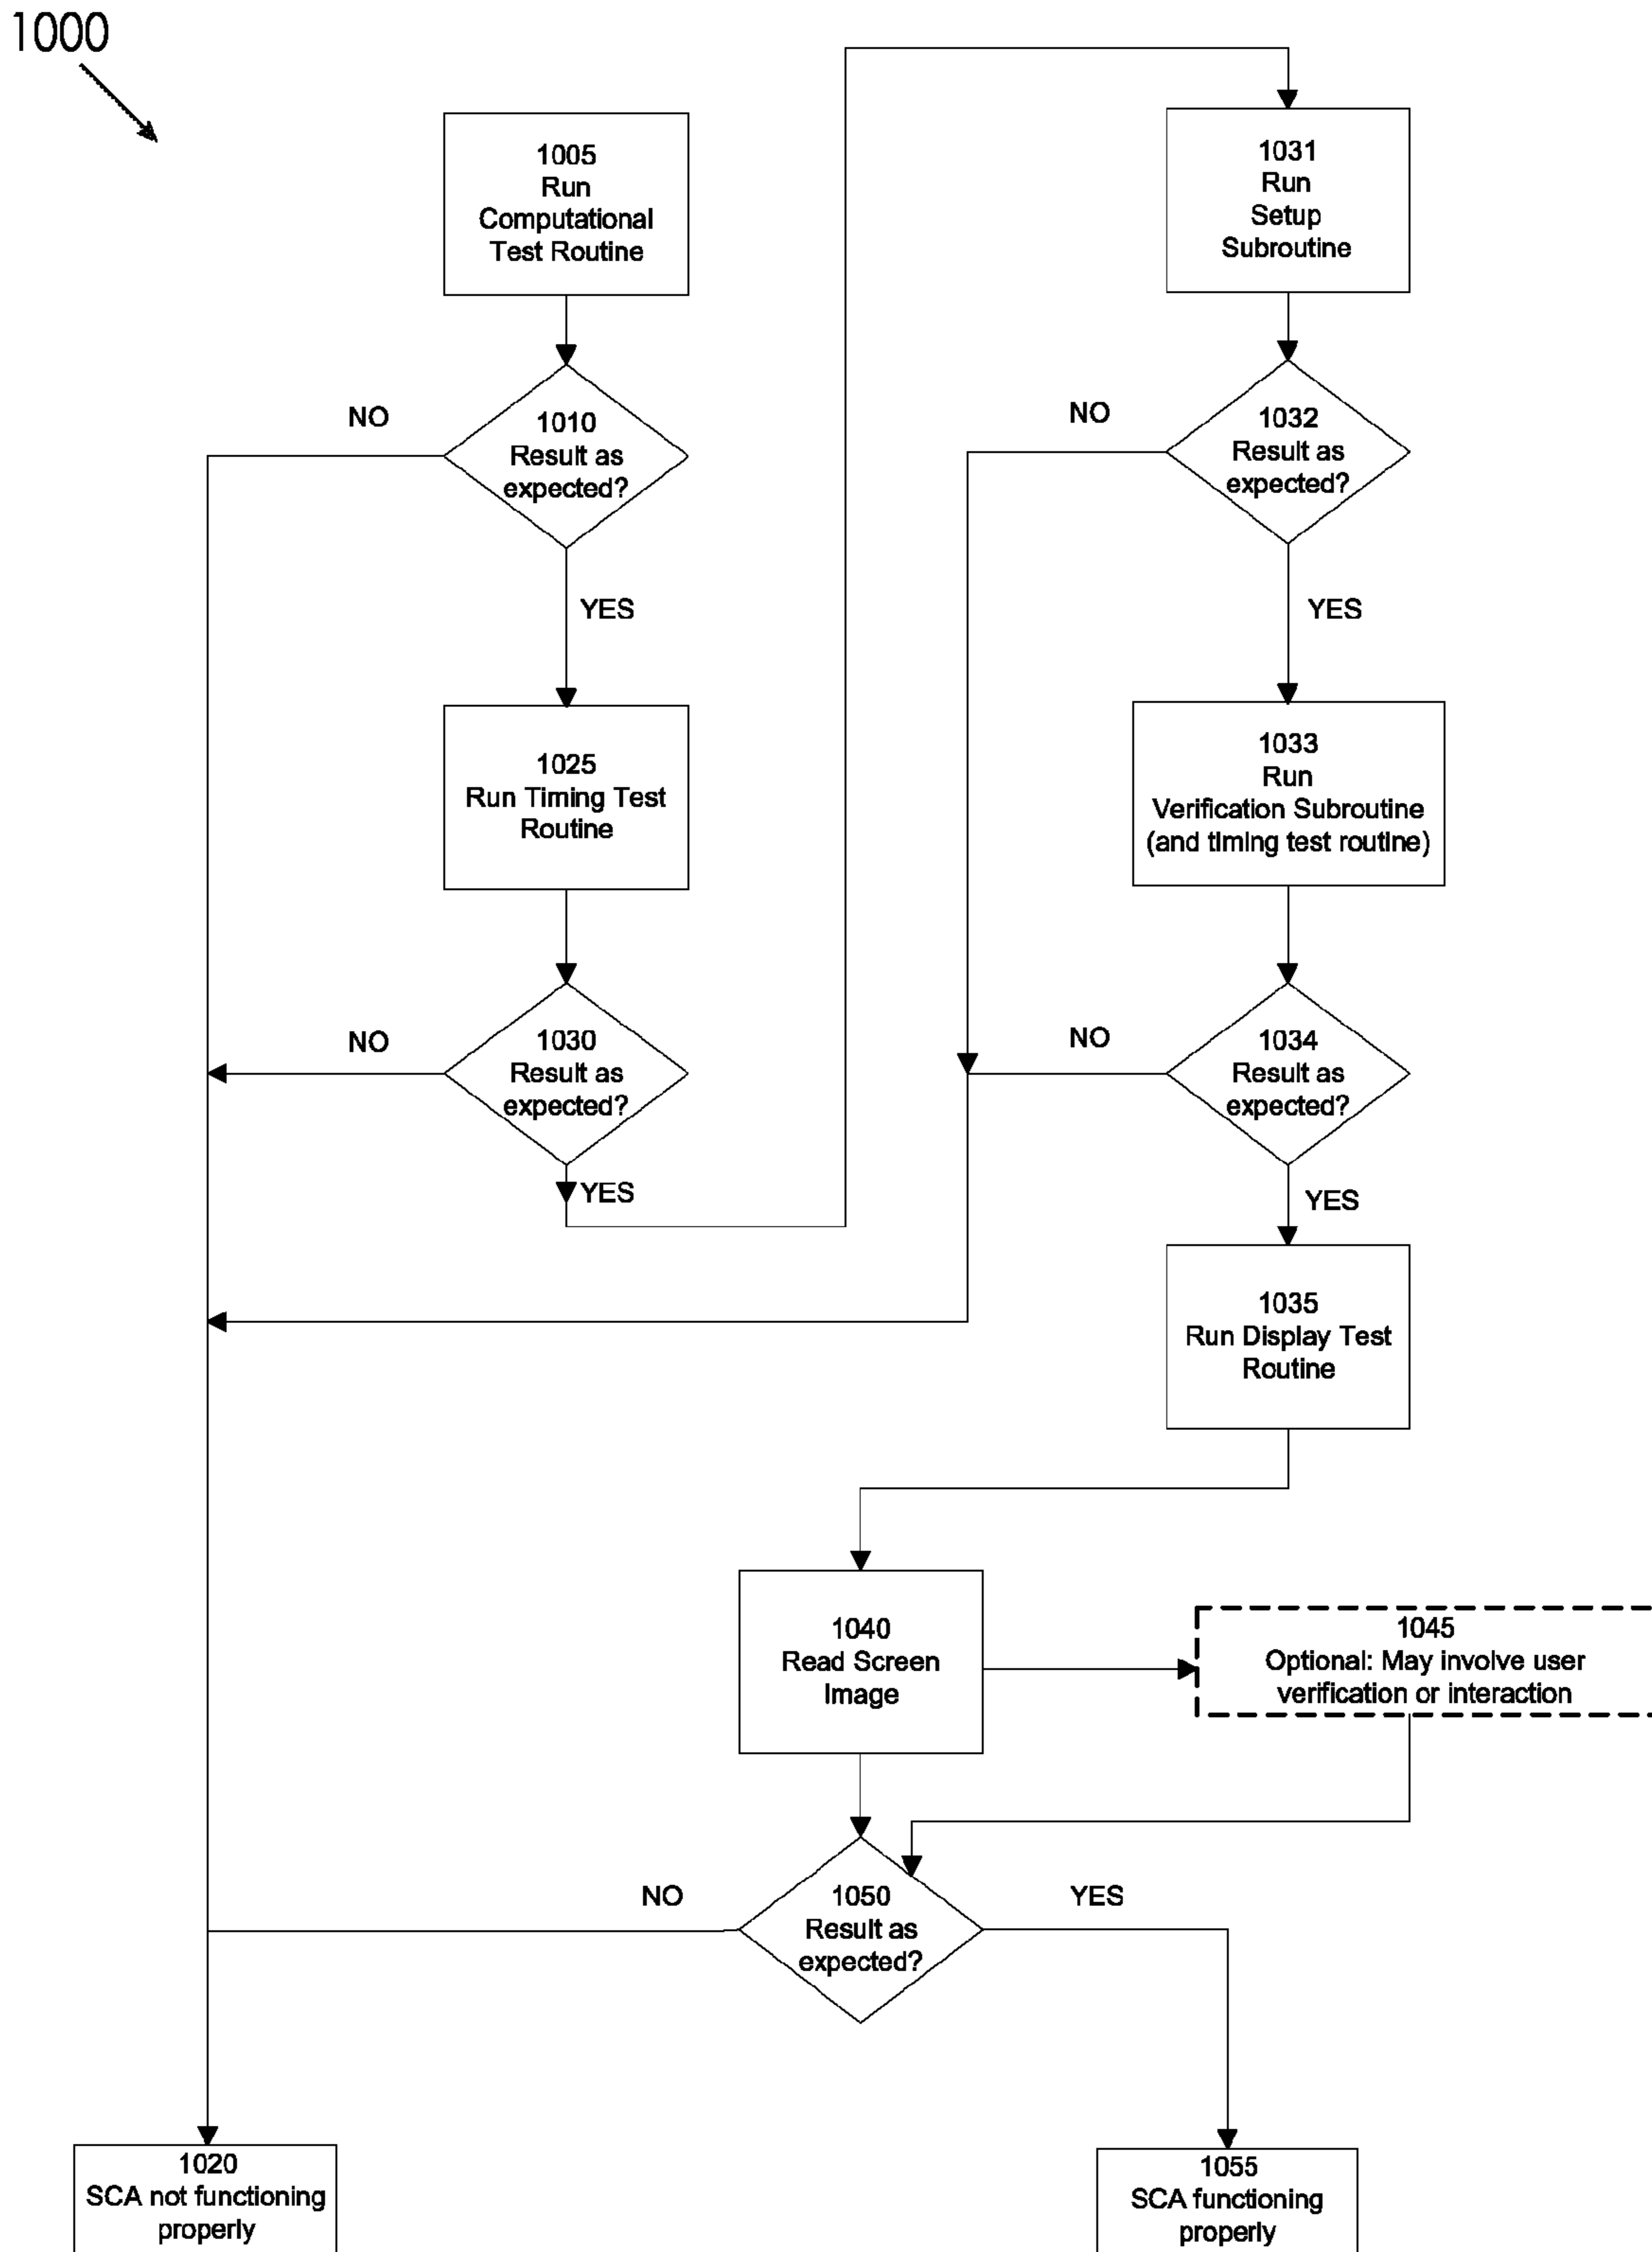 1000
1005
Run
Computational
Test Routine
NO
1010
Result as
expected?
YES
1025
Run Timing Test
Routine
NO
1030
Result as
expected?
YES
1031
Run
Setup
Subroutine
NO
1032
Result as
expected?
YES
1033
Run
Verification Subroutine
(and timing test routine)
NO
1034
Result as
expected?
YES
1035
Run Display Test
Routine
1040
Read Screen
Image
1045
Optional: May involve user
verification or interaction
NO
1050
Result as
expected?
YES
1020
SCA not functioning
properly
1055
SCA functioning
properly